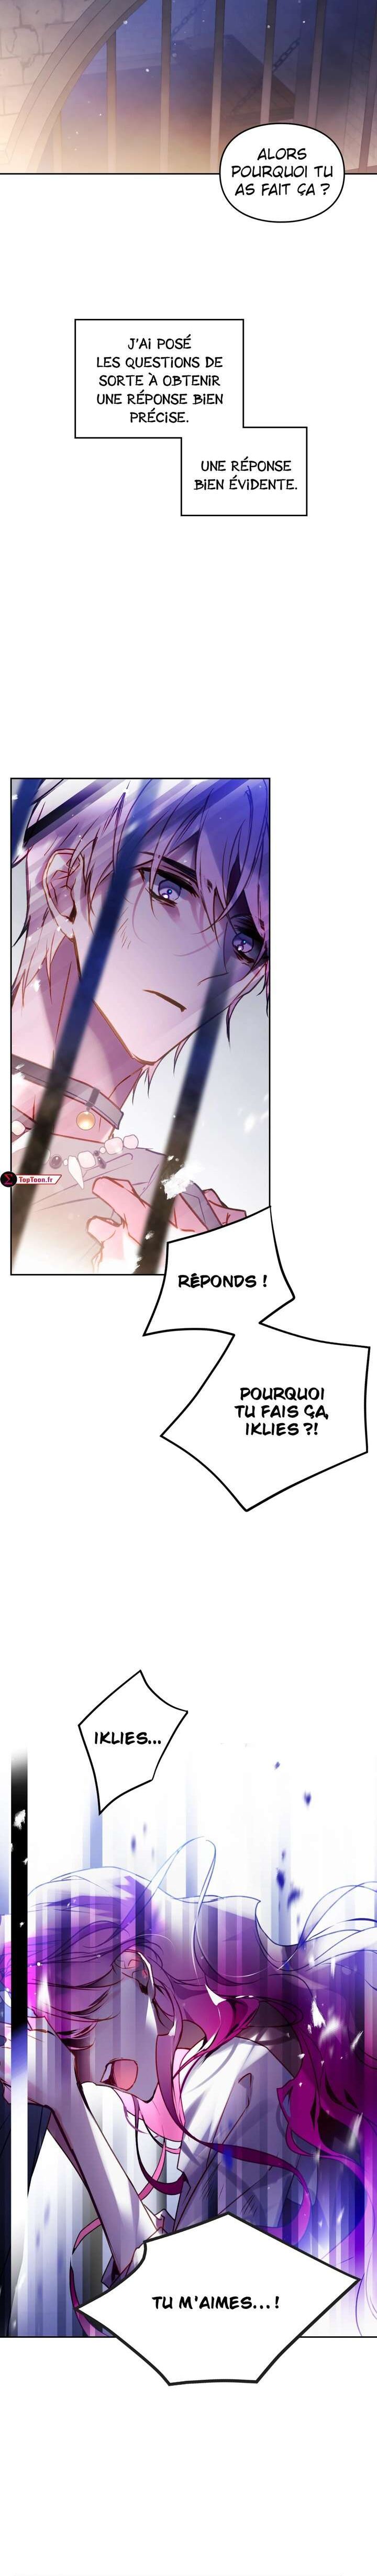 ALORS
POURQUOI TU
AS FAIT ÇA ?
J'AI POSÉ
LES QUESTIONS DE
SORTE À OBTENIR
UNE RÉPONSE BIEN
PRÉCISE.
UNE RÉPONSE
BIEN ÉVIDENTE.
TopToon.fr
RÉPONDS !
POURQUOI
TU FAIS ÇA,
IKLIES ?!
IKLIES...
TU M'AIMES... !